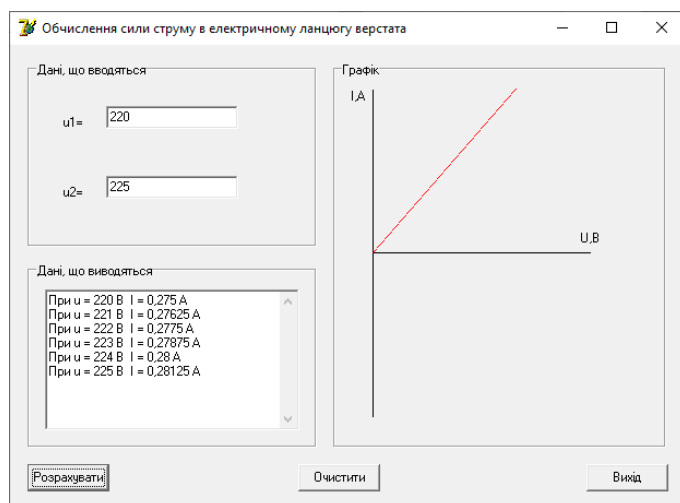 Обчислення сили струму в електричному ланцюгу верстата
Дані, що вводяться
u1=
220
u2=
225
Дані, що виводяться
При u = 220 В  I = 0,275 А
При u = 221 В  I = 0,27625 А
При u = 222 В  I = 0,2775 А
При u = 223 В  I = 0,27875 А
При u = 224 В  I = 0,28 А
При u = 225 В  I = 0,28125 А
Графік
I,А
U,В
Розрахувати
Очистити
Вихід